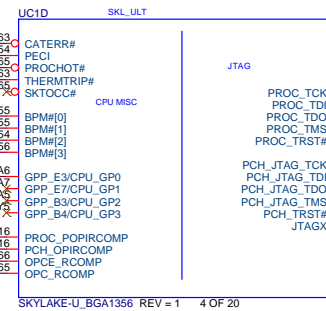 UC1D SKL_ULT
CATERR#
PECI
PROCHOT#
THERMTRIP#
SKTOCC#
CPU MISC
BPM#[0]
BPM#[1]
BPM#[2]
BPM#[3]
GPP_E3/CPU_GP0
GPP_E7/CPU_GP1
GPP_B3/CPU_GP2
GPP_B4/CPU_GP3
PROC_POPIRCOMP
PCH_OPIRCOMP
OPCE_RCOMP
OPC_RCOMP
JTAG
PROC_TCK
PROC_TDI
PROC_TDO
PROC_TMS
PROC_TRST#
PCH_JTAG_TCK
PCH_JTAG_TDI
PCH_JTAG_TDO
PCH_JTAG_TMS
PCH_TRST#
JTAGX
SKYLAKE-U_BGA1356 REV = 1 4 OF 20